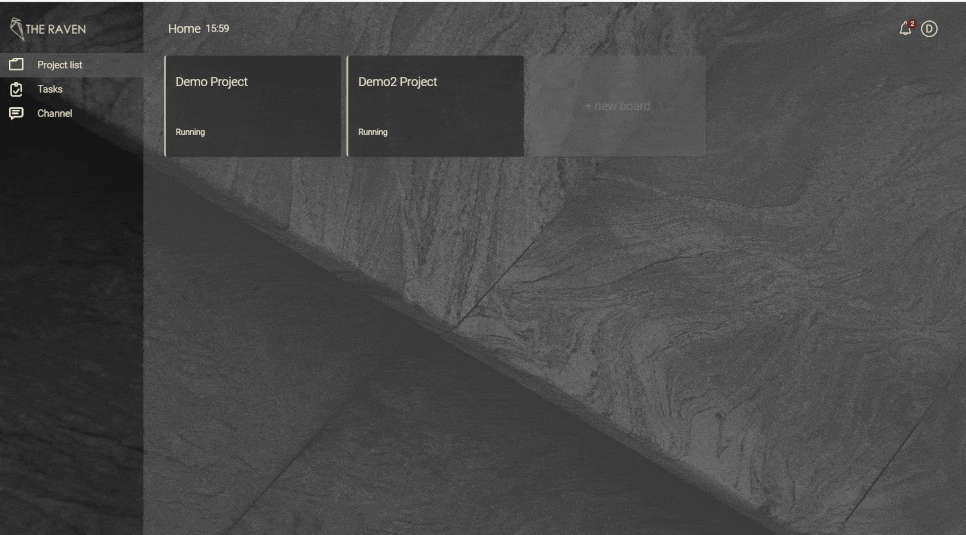 THE RAVEN
Home 15:59
2
D
Project list
Tasks
Channel
Demo Project
Running
Demo2 Project
Running
+ new board